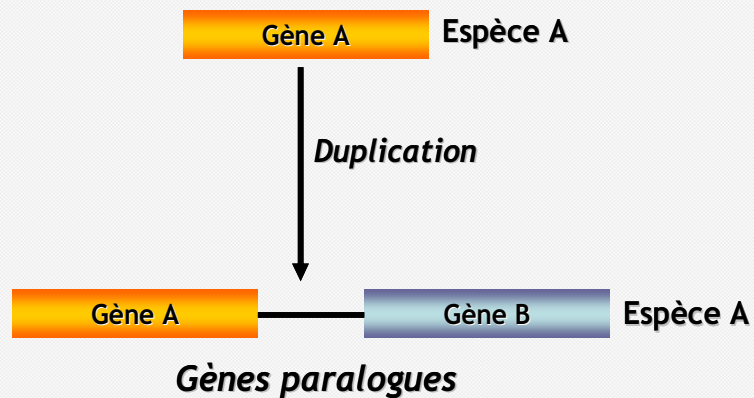 Gène A Espèce A
Duplication
Gène A Gène B Espèce A
Gènes paralogues